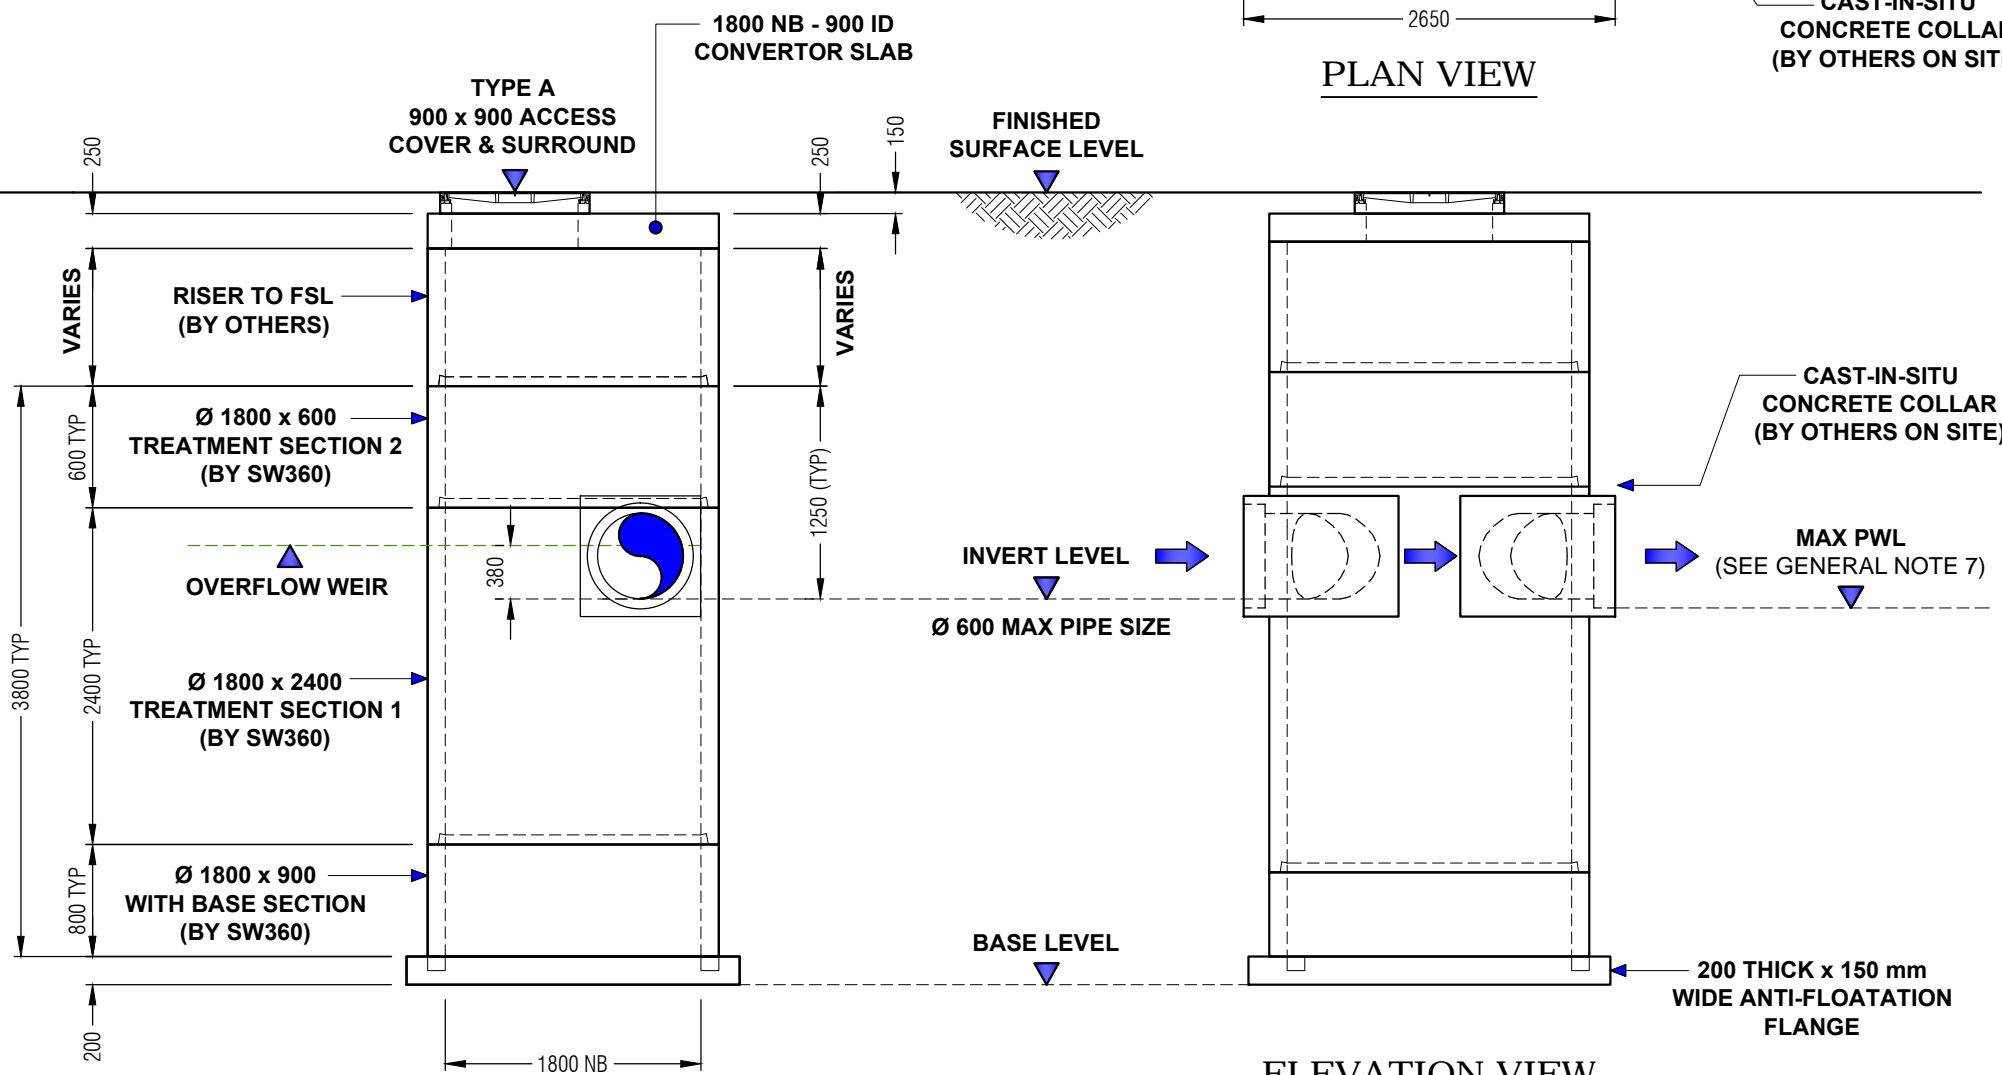 1800 NB - 900 ID
CONVERTOR SLAB
2650
CAST-IN-SITU
CONCRETE COLLAR
(BY OTHERS ON SITE
PLAN VIEW
TYPE A
900 x 900 ACCESS
COVER & SURROUND
FINISHED
SURFACE LEVEL
250
250
150
VARIES
RISER TO FSL
(BY OTHERS)
VARIES
600 TYP
Ø 1800 x 600
TREATMENT SECTION 2
(BY SW360)
1250 (TYP)
CAST-IN-SITU
CONCRETE COLLAR
(BY OTHERS ON SITE)
OVERFLOW WEIR
380
INVERT LEVEL
Ø 600 MAX PIPE SIZE
MAX PWL
(SEE GENERAL NOTE 7)
3800 TYP
2400 TYP
Ø 1800 x 2400
TREATMENT SECTION 1
(BY SW360)
800 TYP
Ø 1800 x 900
WITH BASE SECTION
(BY SW360)
BASE LEVEL
200 THICK x 150 mm
WIDE ANTI-FLOATATION
FLANGE
200
1800 NB
ELEVATION VIEW